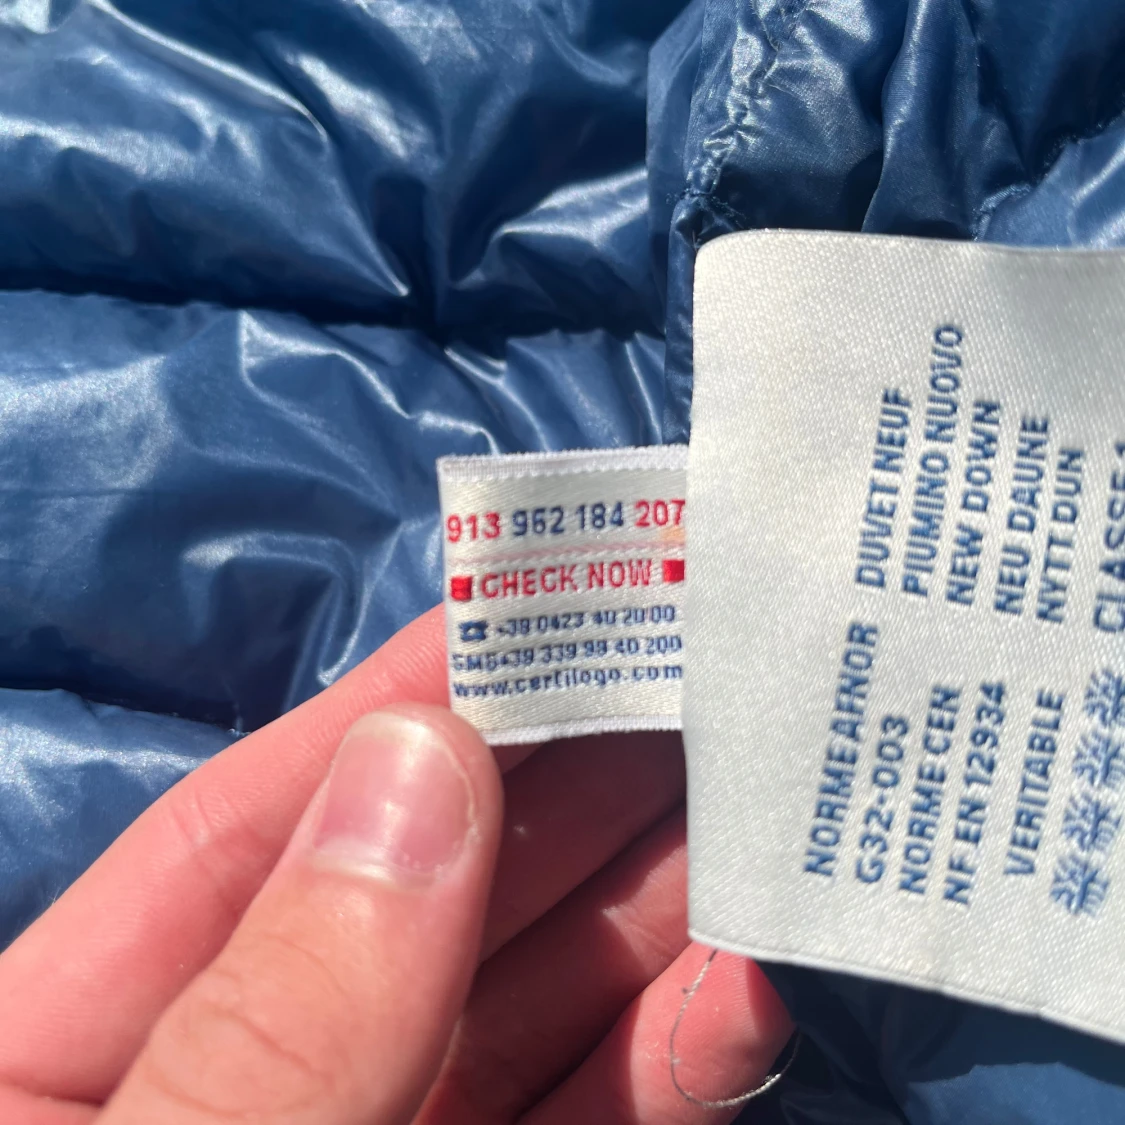 913 962 184 207
CHECK NOW
+39 0423 40 20 00
SMS+39 339 99 40 200
www.certilogo.com
DUVET NEUF
PIUMINO NUOVO
NEW DOWN
NEU DAUNE
NYTT DUN
CLASSE1
NORME AFNOR
G32-003
NORME CEN
NF EN 12934
VERITABLE